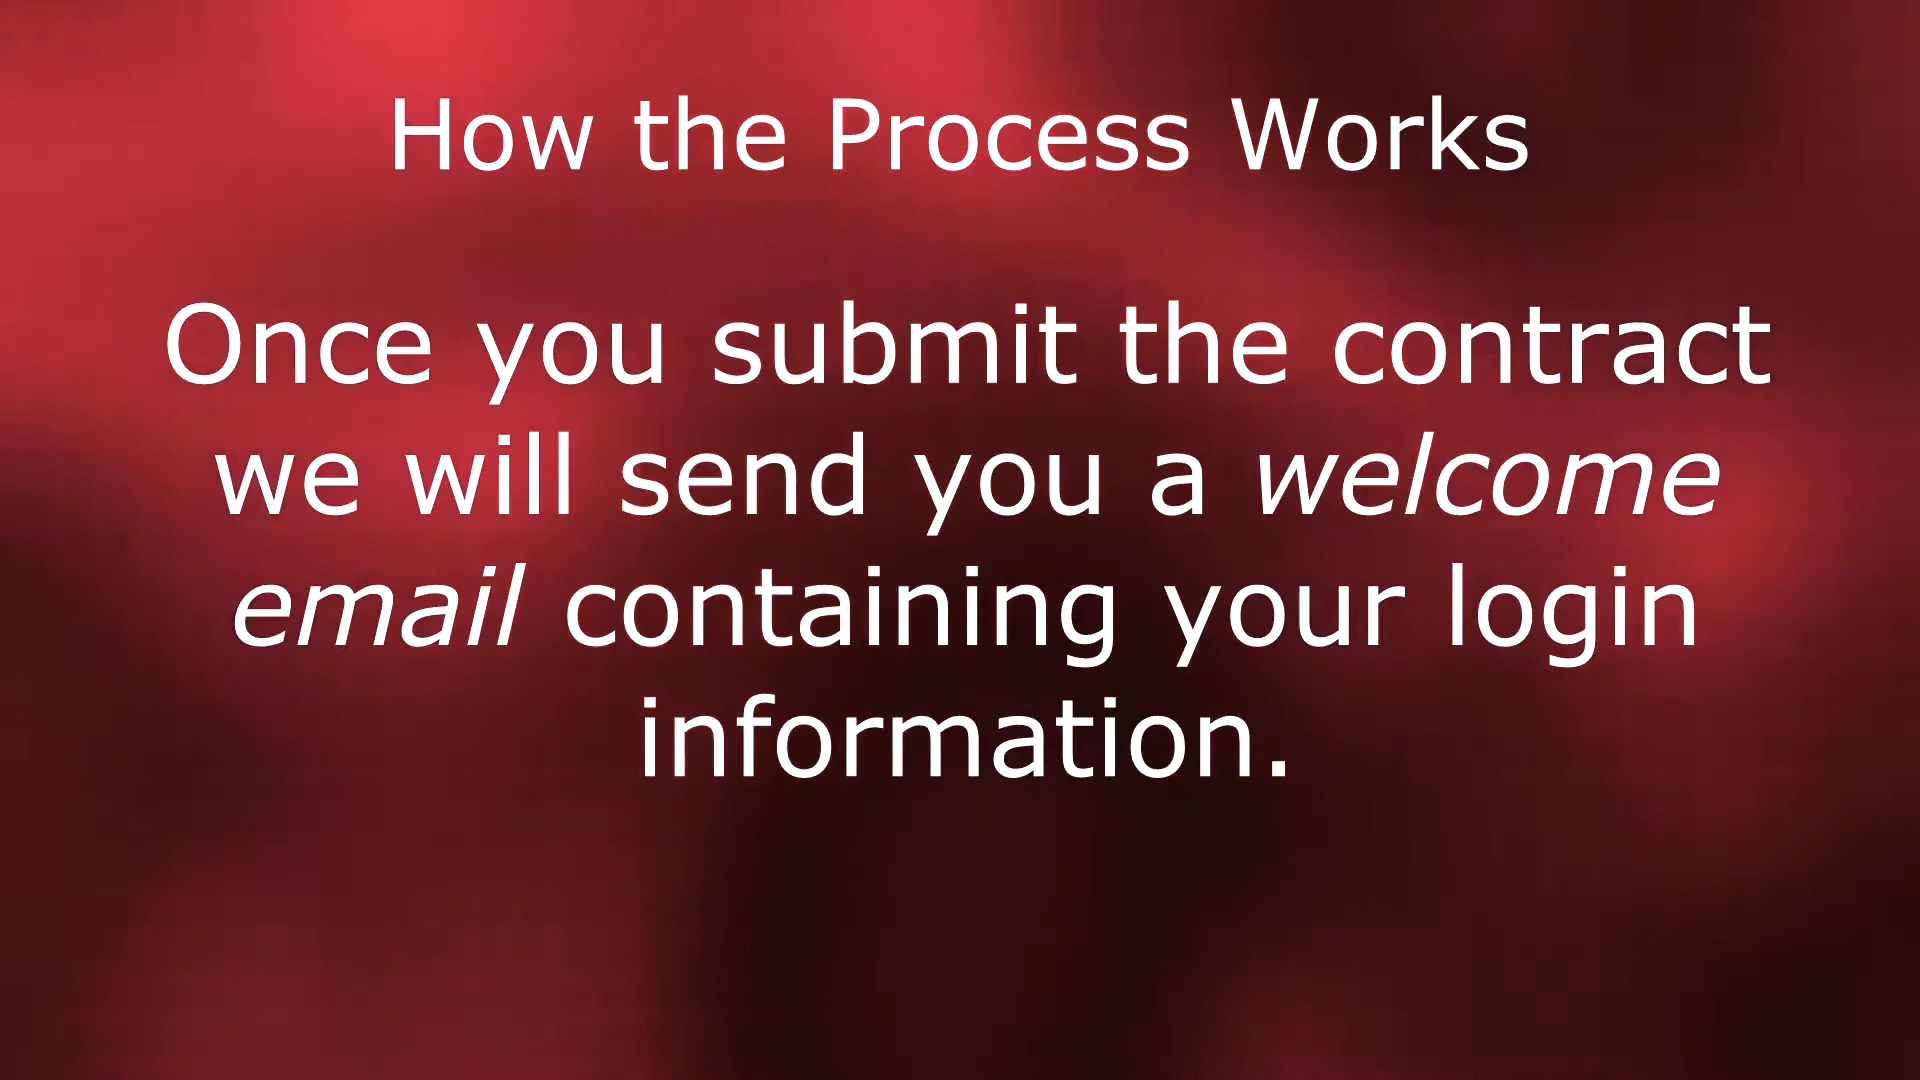 How the Process Works
Once you submit the contract
we will send you a welcome
email containing your login
information.